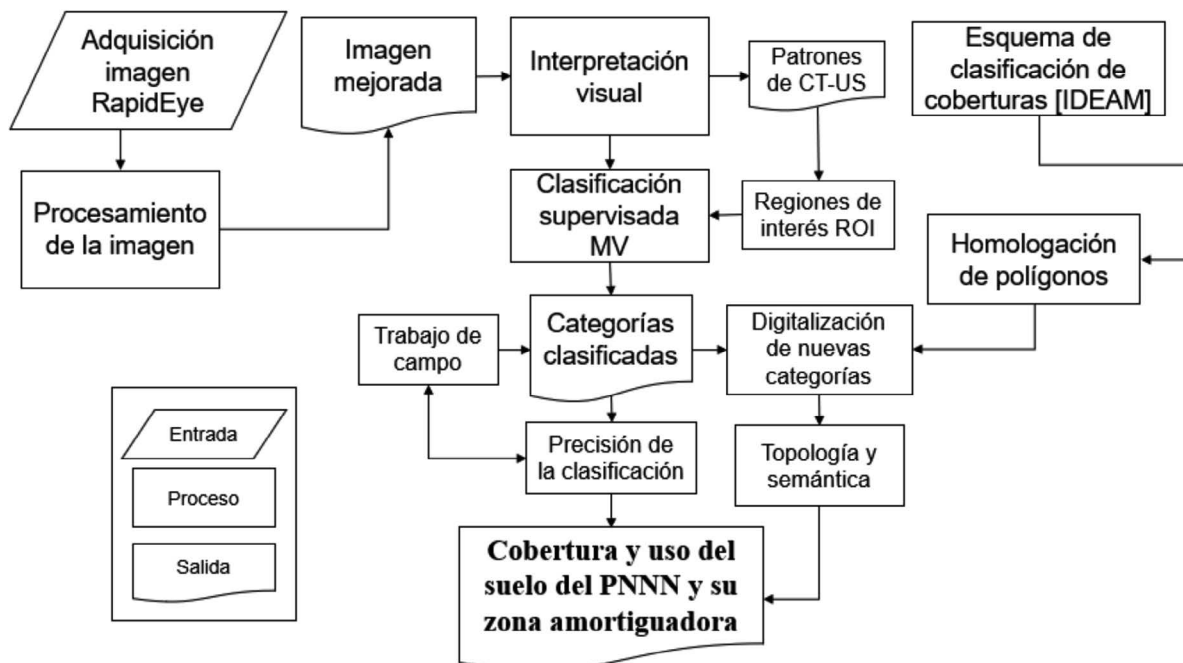 Adquisición
imagen
RapidEye
Imagen
mejorada
Interpretación
visual
Patrones
de CT-US
Esquema de
clasificación de
coberturas [IDEAM]
Procesamiento
de la imagen
Clasificación
supervisada
MV
Regiones de
interés ROI
Homologación
de polígonos
Trabajo de
campo
Categorías
clasificadas
Digitalización
de nuevas
categorías
Precisión de
la clasificación
Topología y
semántica
Entrada
Proceso
Salida
Cobertura y uso del
suelo del PNNN y su
zona amortiguadora